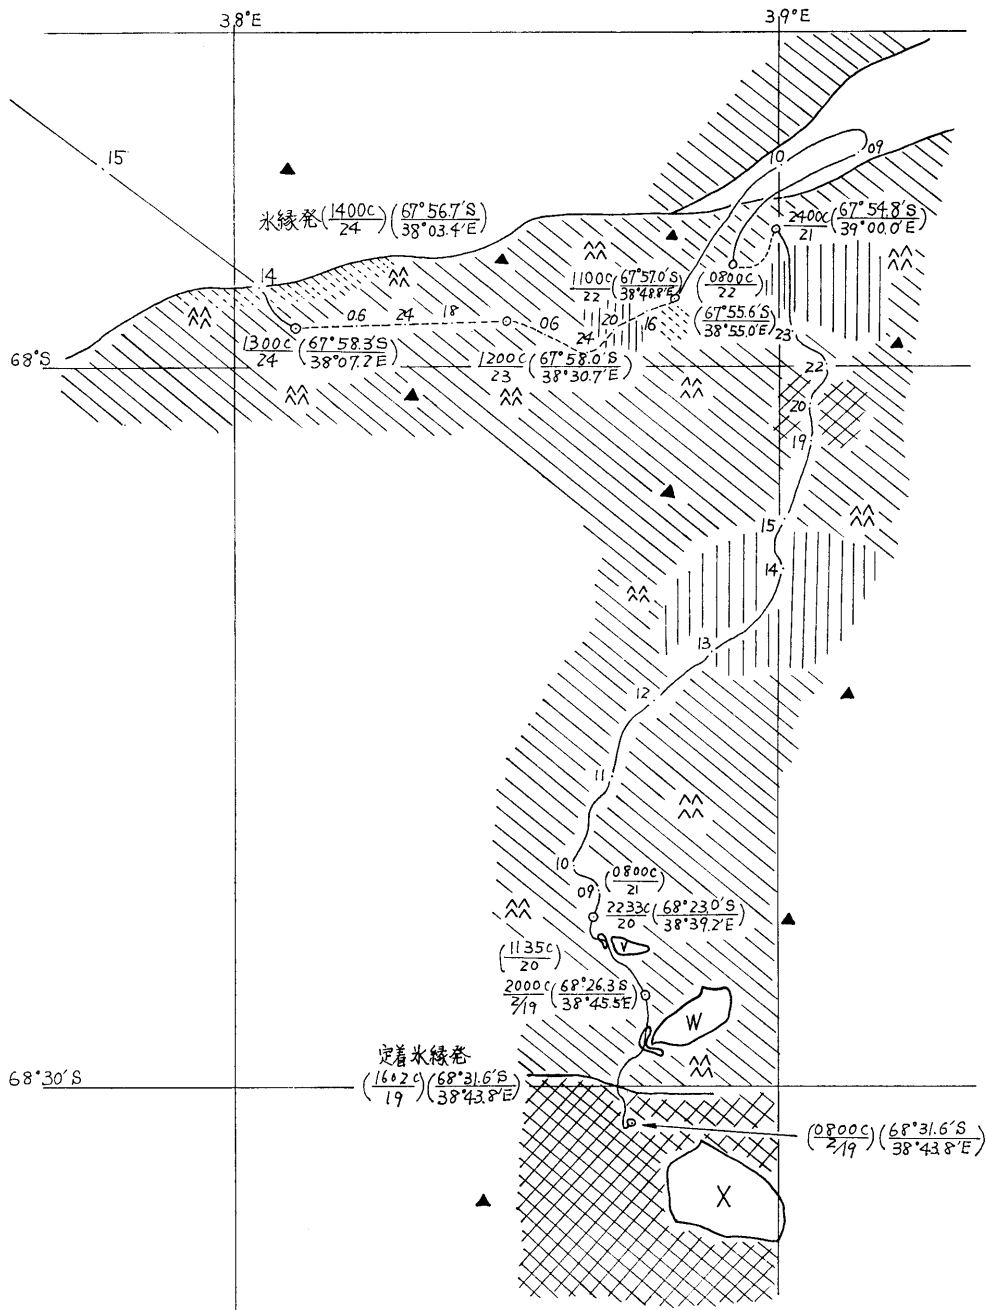 38°E
39°E
15
10
09
氷縁発(1400C/24)(67°56.7'S/38°03.4'E)
2400C/21(67°54.8'S/39°00.0'E)
14
1100C/22(67°57.0'S/38°48.8'E)
(0800C/22)
(67°55.6'S/38°55.0'E)
06 24 18
06
24
20
16
23
1300C/24(67°58.3'S/38°07.2'E)
68°S
1200C/23(67°58.0'S/38°30.7'E)
22
20
19
15
14
13
12
11
10
09
(0800C/21)
2233C/20(68°23.0'S/38°39.2'E)
V
(1135C/20)
2000C/2/19(68°26.3'S/38°45.5'E)
W
定着氷縁発
68°30'S
(1602C/19)(68°31.6'S/38°43.8'E)
(0800C/2/19)(68°31.6'S/38°43.8'E)
X